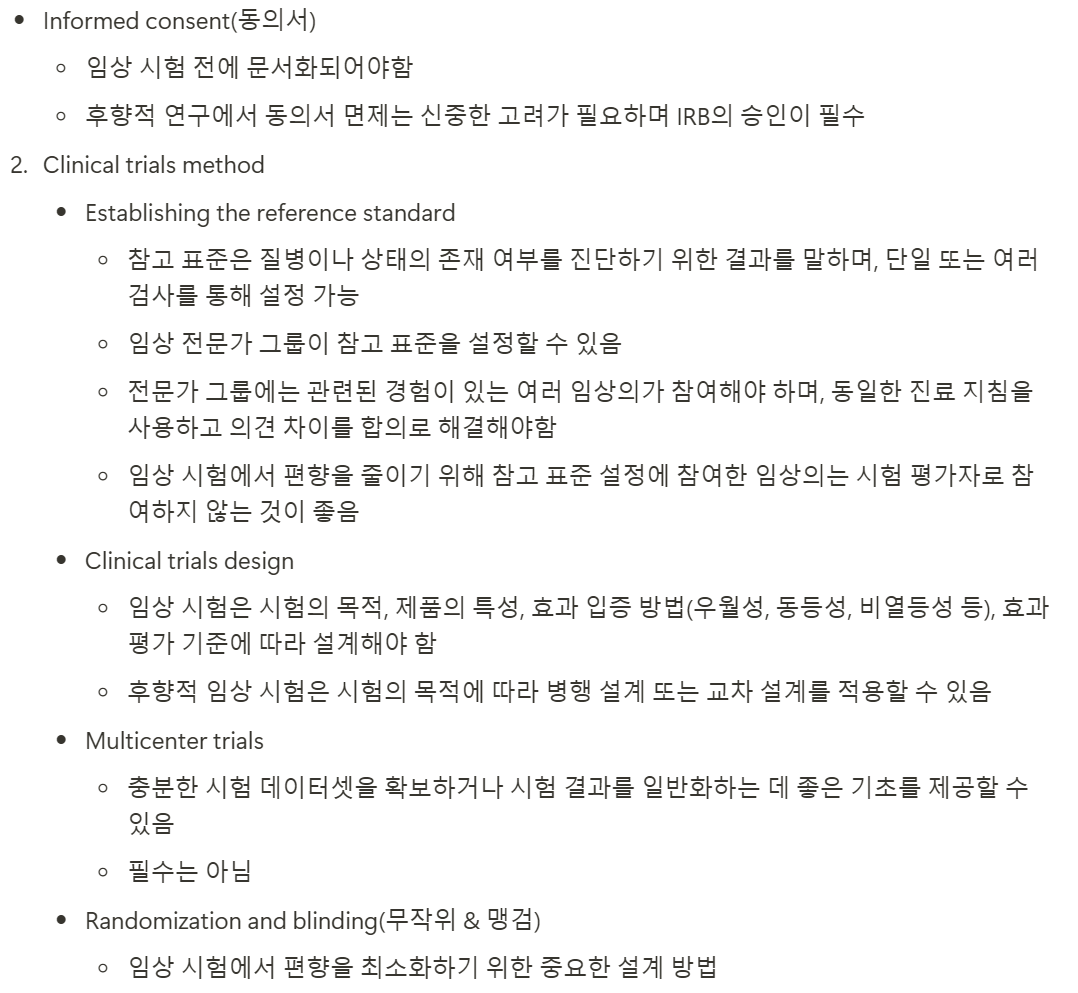 • Informed consent(동의서)
◦ 임상 시험 전에 문서화되어야함
◦ 후향적 연구에서 동의서 면제는 신중한 고려가 필요하며 IRB의 승인이 필수
2. Clinical trials method
• Establishing the reference standard
◦ 참고 표준은 질병이나 상태의 존재 여부를 진단하기 위한 결과를 말하며, 단일 또는 여러
검사를 통해 설정 가능
◦ 임상 전문가 그룹이 참고 표준을 설정할 수 있음
◦ 전문가 그룹에는 관련된 경험이 있는 여러 임상의가 참여해야 하며, 동일한 진료 지침을
사용하고 의견 차이를 합의로 해결해야함
◦ 임상 시험에서 편향을 줄이기 위해 참고 표준 설정에 참여한 임상의는 시험 평가자로 참
여하지 않는 것이 좋음
• Clinical trials design
◦ 임상 시험은 시험의 목적, 제품의 특성, 효과 입증 방법(우월성, 동등성, 비열등성 등), 효과
평가 기준에 따라 설계해야 함
◦ 후향적 임상 시험은 시험의 목적에 따라 병행 설계 또는 교차 설계를 적용할 수 있음
• Multicenter trials
◦ 충분한 시험 데이터셋을 확보하거나 시험 결과를 일반화하는 데 좋은 기초를 제공할 수
있음
◦ 필수는 아님
• Randomization and blinding(무작위 & 맹검)
◦ 임상 시험에서 편향을 최소화하기 위한 중요한 설계 방법